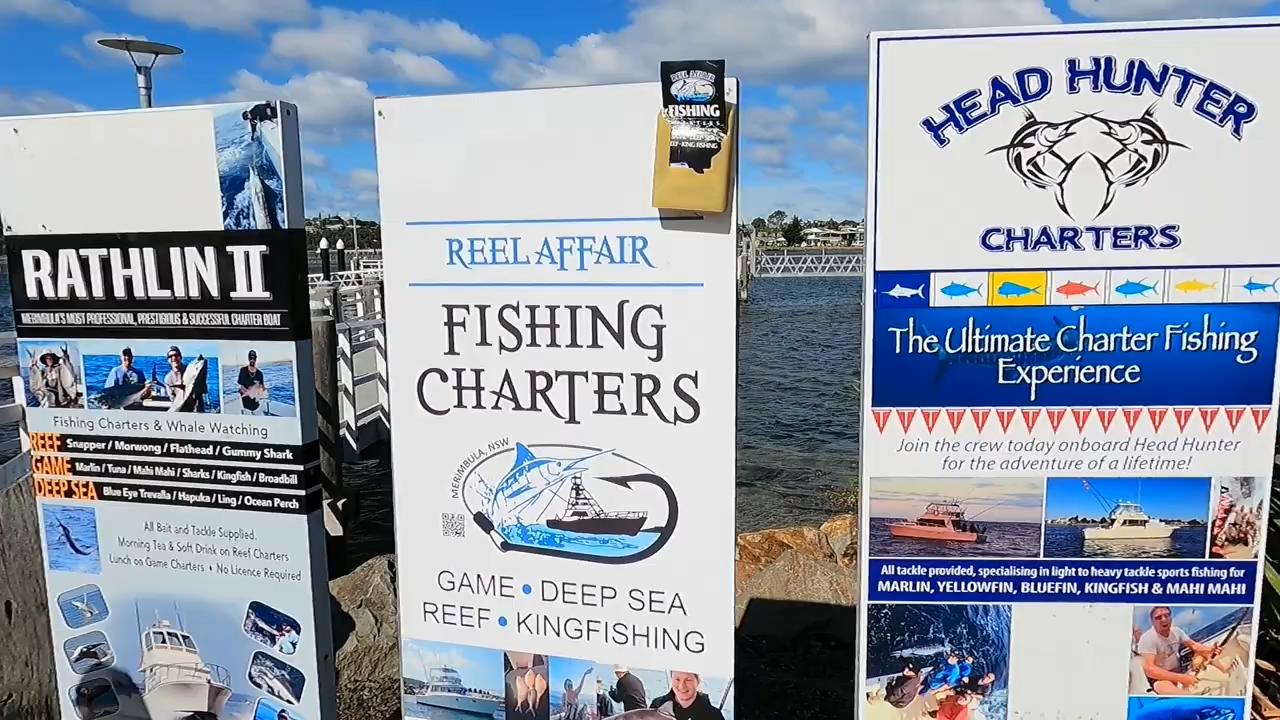 RATHLIN II
MERIMBULA'S MOST PROFESSIONAL, PRESTIGIOUS & SUCCESSFUL CHARTER BOAT
Fishing Charters & Whale Watching
REEF Snapper / Morwong / Flathead / Gummy Shark
GAME Marlin / Tuna / Mahi Mahi / Sharks / Kingfish / Broadbill
DEEP SEA Blue Eye Trevalla / Hapuka / Ling / Ocean Perch
All Bait and Tackle Supplied.
Morning Tea & Soft Drink on Reef Charters
Lunch on Game Charters • No Licence Required
REEL AFFAIR
FISHING
CHARTERS
REEL AFFAIR
FISHING
CHARTERS
MERIMBULA, NSW
GAME • DEEP SEA
REEF • KINGFISHING
HEAD HUNTER
CHARTERS
The Ultimate Charter Fishing
Experience
Join the crew today onboard Head Hunter
for the adventure of a lifetime!
All tackle provided, specialising in light to heavy tackle sports fishing for
MARLIN, YELLOWFIN, BLUEFIN, KINGFISH & MAHI MAHI